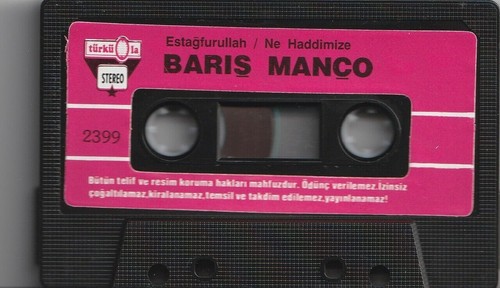 Estağfurullah / Ne Haddimize
türküola
BARIŞ MANÇO
STEREO
2399
Bütün telif ve resim koruma hakları mahfuzdur. Ödünç verilemez.İzinsiz
çoğaltılamaz,kiralanamaz,temsil ve takdim edilemez,yayınlanamaz!